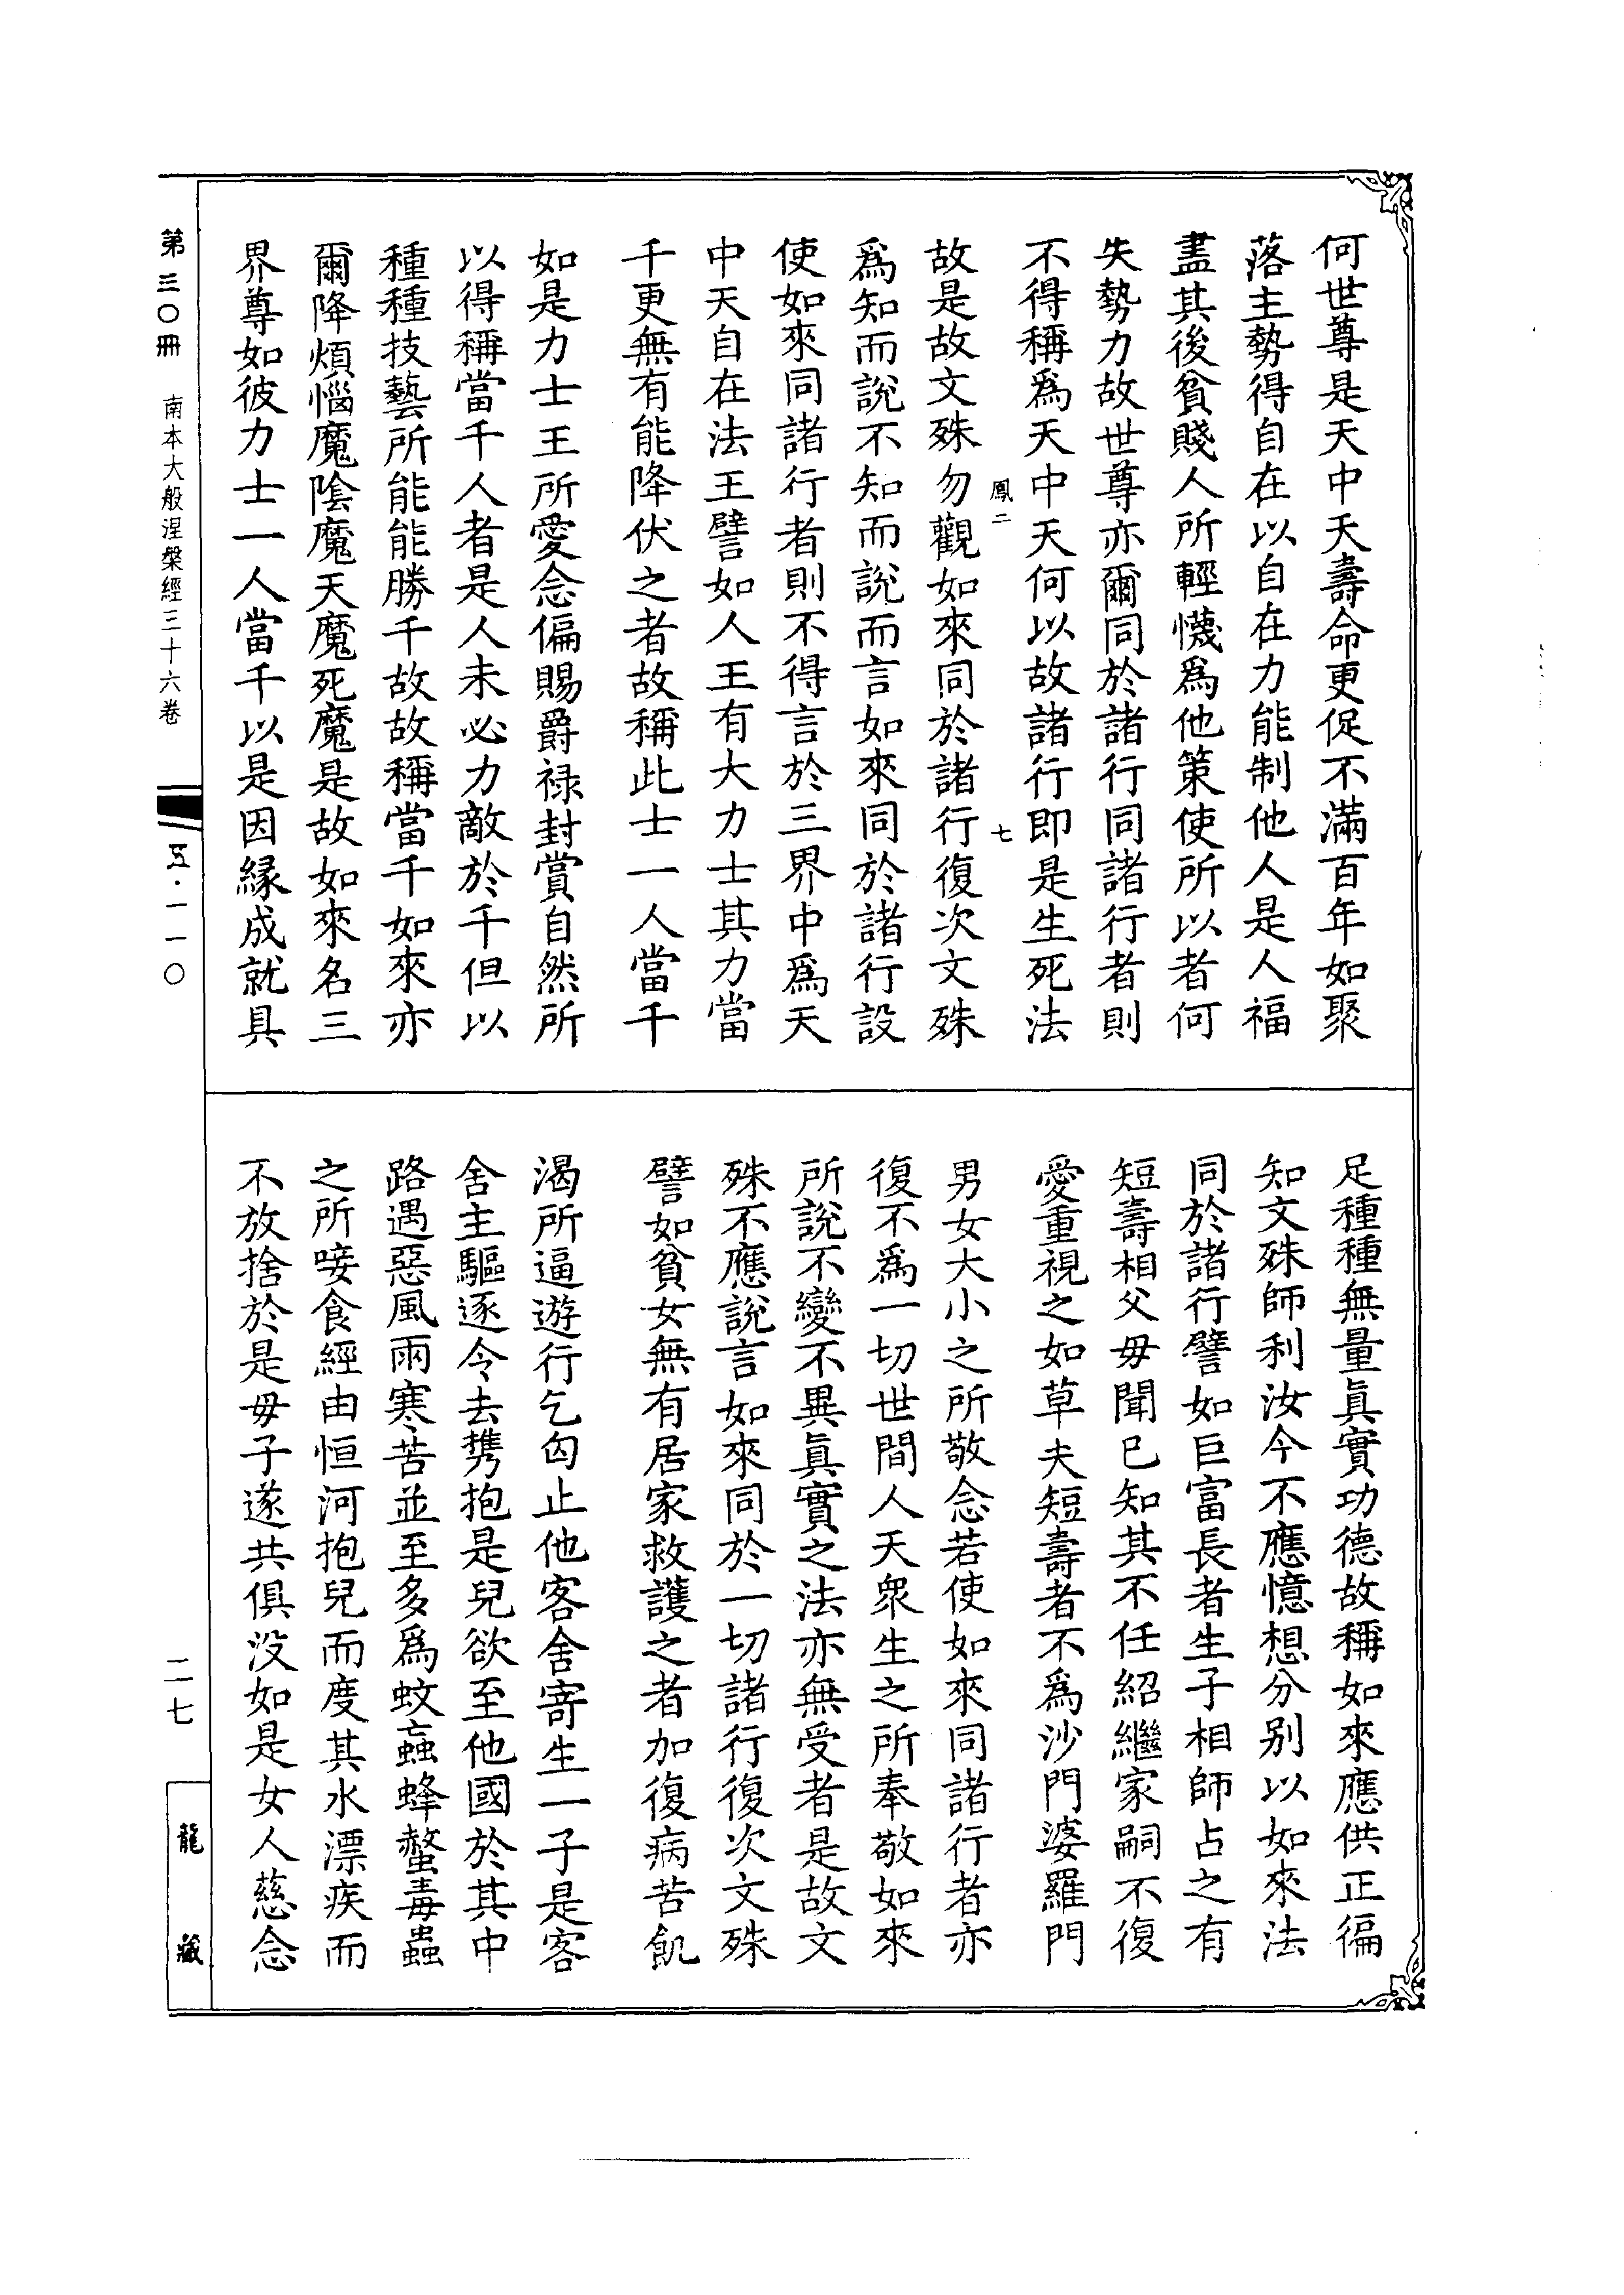 何世尊是天中天壽命更促不滿百年如聚
落主勢得自在以自在力能制他人是人福
盡其後貧賤人所輕懱爲他策使所以者何
失勢力故世尊亦爾同於諸行同諸行者則
不得稱爲天中天何以故諸行即是生死法
鳳二 七
故是故文殊勿觀如來同於諸行復次文殊
爲知而說不知而說而言如來同於諸行設
使如來同諸行者則不得言於三界中爲天
中天自在法王譬如人王有大力士其力當
千更無有能降伏之者故稱此士一人當千
如是力士王所愛念偏賜爵祿封賞自然所
以得稱當千人者是人未必力敵於千但以
種種技藝所能能勝千故故稱當千如來亦
爾降煩惱魔陰魔天魔死魔是故如來名三
界尊如彼力士一人當千以是因緣成就具
足種種無量眞實功德故稱如來應供正徧
知文殊師利汝今不應憶想分別以如來法
同於諸行譬如巨富長者生子相師占之有
短壽相父毋聞已知其不任紹繼家嗣不復
愛重視之如草夫短壽者不爲沙門婆羅門
男女大小之所敬念若使如來同諸行者亦
復不爲一切世間人天衆生之所奉敬如來
所說不變不異眞實之法亦無受者是故文
殊不應說言如來同於一切諸行復次文殊
譬如貧女無有居家救護之者加復病苦飢
渴所逼遊行乞匄止他客舍寄生一子是客
舍主驅逐令去携抱是兒欲至他國於其中
路遇惡風雨寒苦並至多爲蚊䖟蜂螫毒蟲
之所唼食經由恒河抱兒而度其水漂疾而
不放捨於是毋子遂共俱没如是女人慈念
第三〇冊 南本大般涅槃經三十六卷
五·一一〇
二七
龍藏